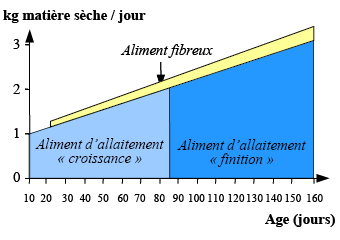 kg matière sèche / jour
3
Aliment fibreux
2
1
Aliment d’allaitement
« croissance »
Aliment d’allaitement
« finition »
0
10 20 30 40 50 60 70 80 90 100 110 120 130 140 150 160
Age (jours)